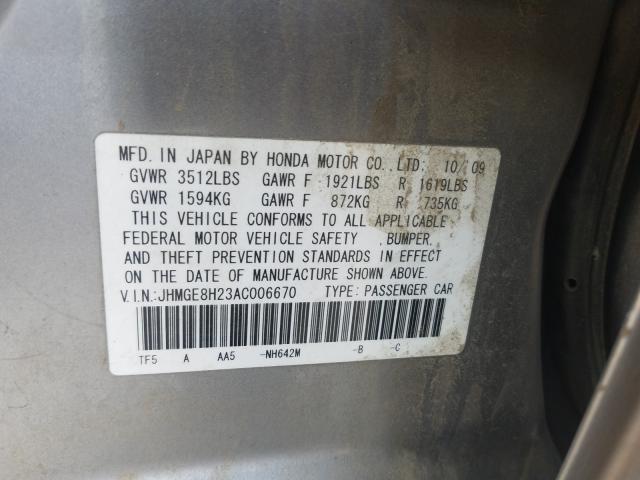 MFD. IN JAPAN BY HONDA MOTOR CO.,LTD. 10/09
GVWR 3512LBS GAWR F 1921LBS R 1619LBS
GVWR 1594KG GAWR F 872KG R 735KG
THIS VEHICLE CONFORMS TO ALL APPLICABLE
FEDERAL MOTOR VEHICLE SAFETY ,BUMPER,
AND THEFT PREVENTION STANDARDS IN EFFECT
ON THE DATE OF MANUFACTURE SHOWN ABOVE.
V.I.N.:JHMGE8H23AC006670 TYPE: PASSENGER CAR
TF5 A AA5 -NH642M -B -C